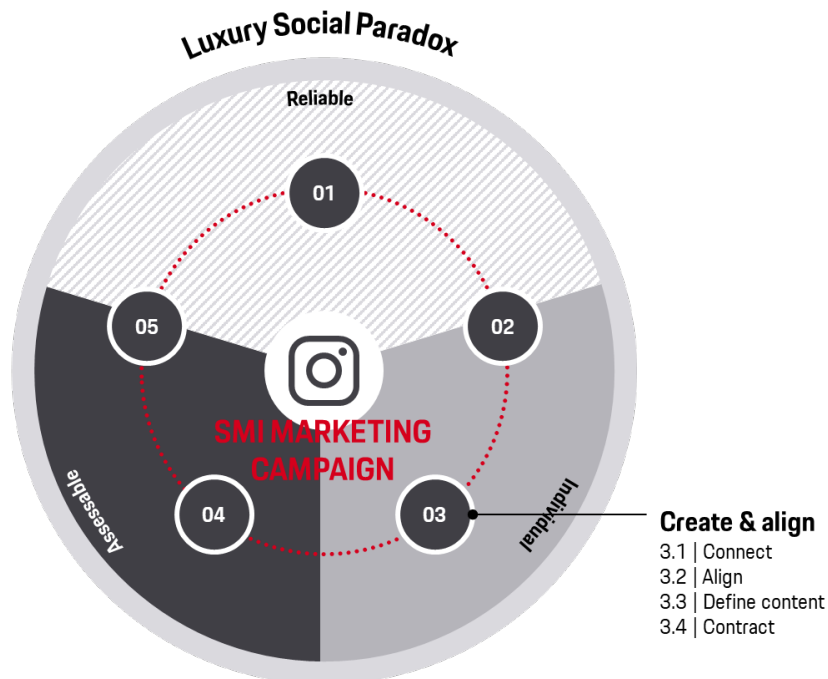 Luxury Social Paradox
Reliable
01
05
02
SMI MARKETING
CAMPAIGN
Assessable
04
03
Individual
Create & align
3.1 | Connect
3.2 | Align
3.3 | Define content
3.4 | Contract